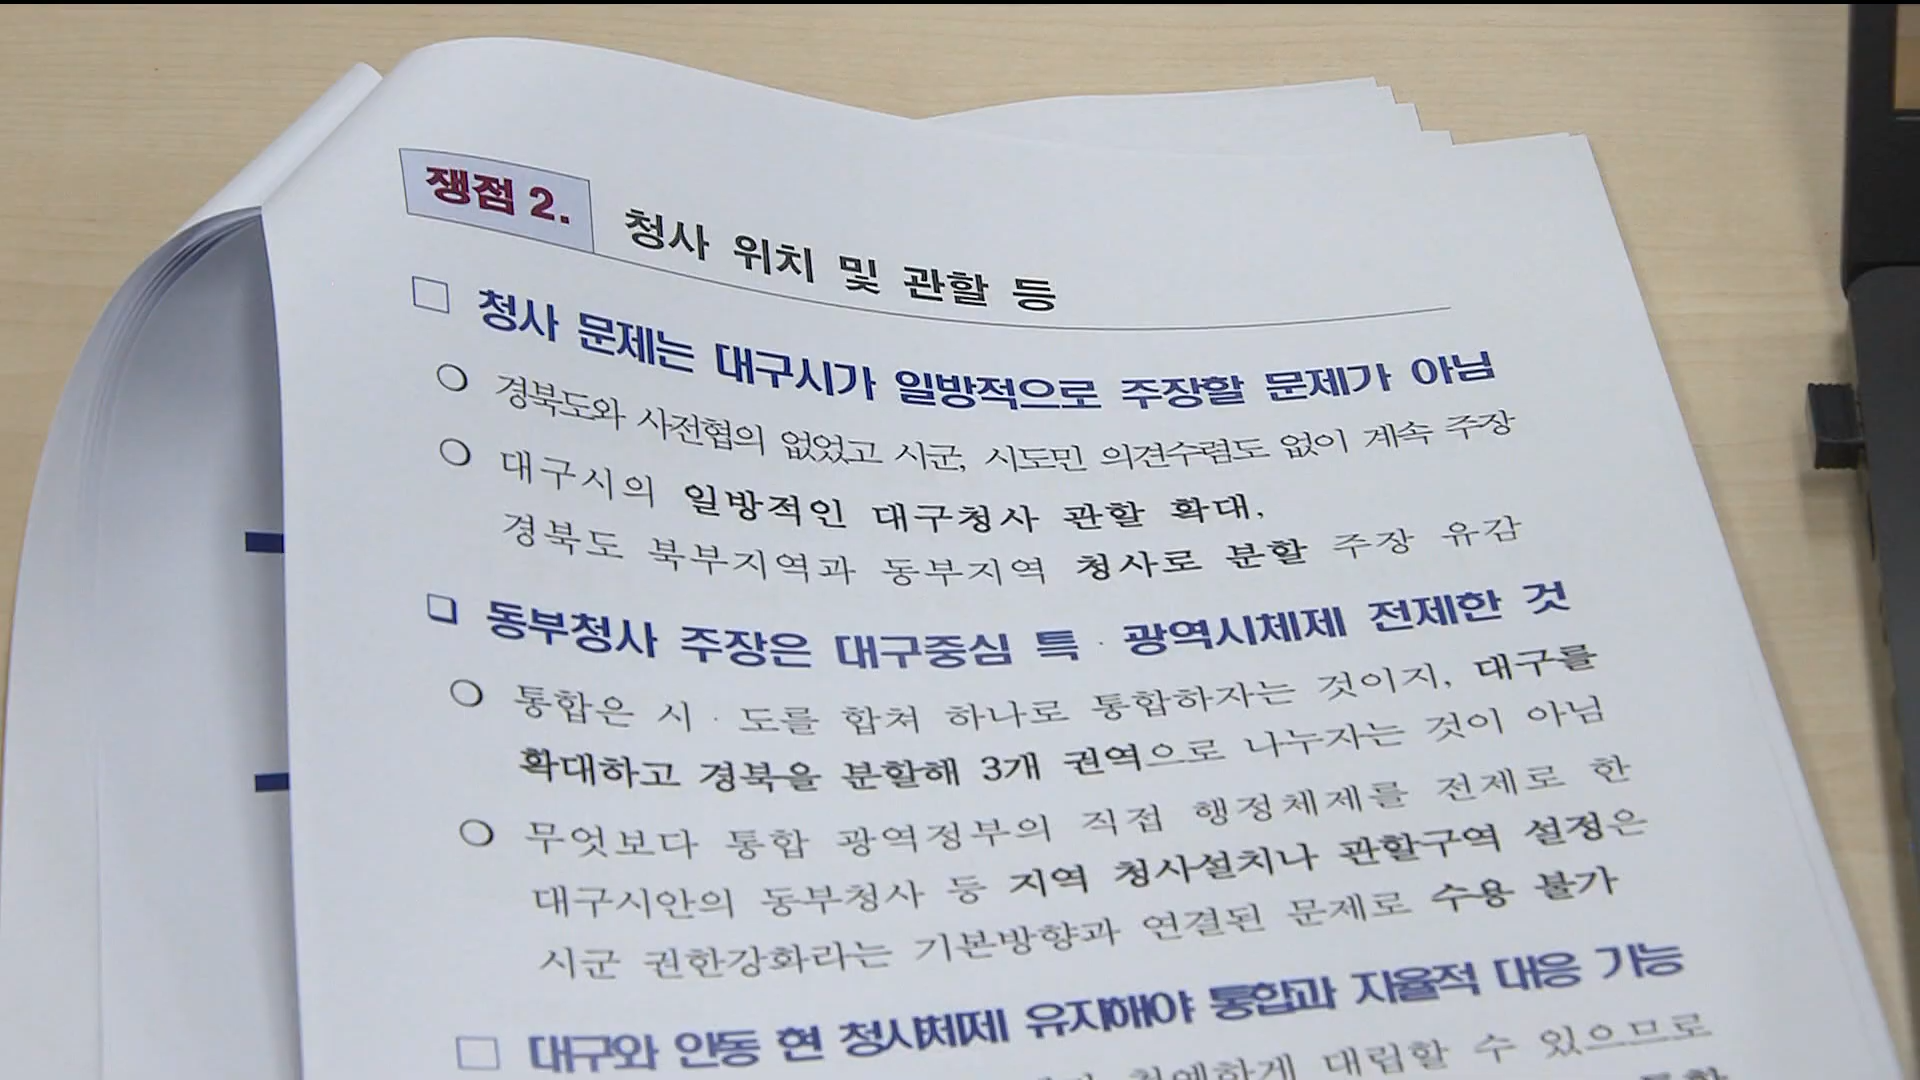 쟁점 2. 청사 위치 및 관할 등
□ 청사 문제는 대구시가 일방적으로 주장할 문제가 아님
○ 경북도와 사전협의 없었고 시군, 시도민 의견수렴도 없이 계속 주장
○ 대구시의 일방적인 대구청사 관할 확대,
경북도 북부지역과 동부지역 청사로 분할 주장 유감
❏ 동부청사 주장은 대구중심 특·광역시체제 전제한 것
○ 통합은 시·도를 합쳐 하나로 통합하자는 것이지, 대구를
확대하고 경북을 분할해 3개 권역으로 나누자는 것이 아님
○ 무엇보다 통합 광역정부의 직접 행정체제를 전제로 한
대구시안의 동부청사 등 지역 청사설치나 관할구역 설정은
시군 권한강화라는 기본방향과 연결된 문제로 수용 불가
□ 대구와 안동 현 청사체제 유지해야 통합과 자율적 대응 가능
첨예하게 대립할 수 있으므로